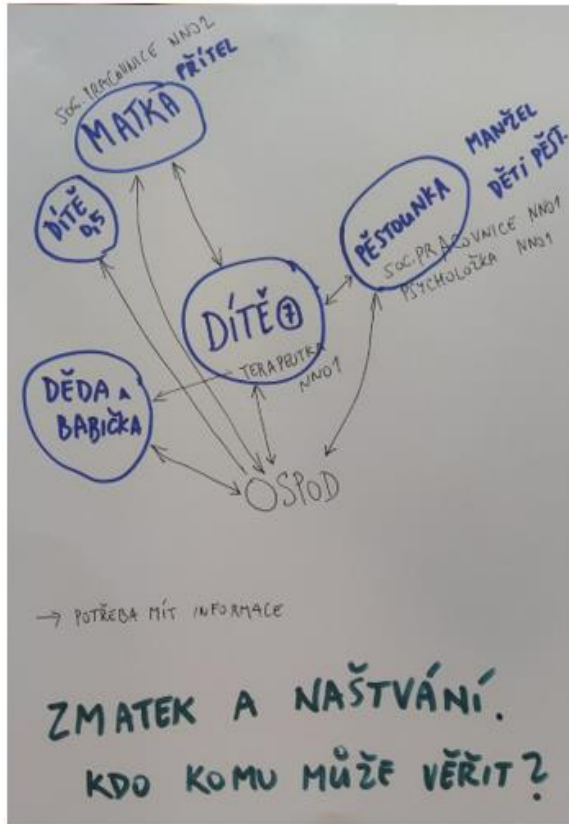 SOC. PRACOVNICE NNO2
MATKA
PŘÍTEL
DÍTĚ
0,5
MANŽEL
DĚTI PĚST.
PĚSTOUNKA
SOC. PRACOVNICE NNO1
PSYCHOLOŽKA NNO1
DÍTĚ 7
TERAPEUTKA
NNO1
DĚDA A
BABIČKA
OSPOD
→ POTŘEBA MÍT INFORMACE
ZMATEK A NAŠTVÁNÍ.
KDO KOMU MŮŽE VĚŘIT?